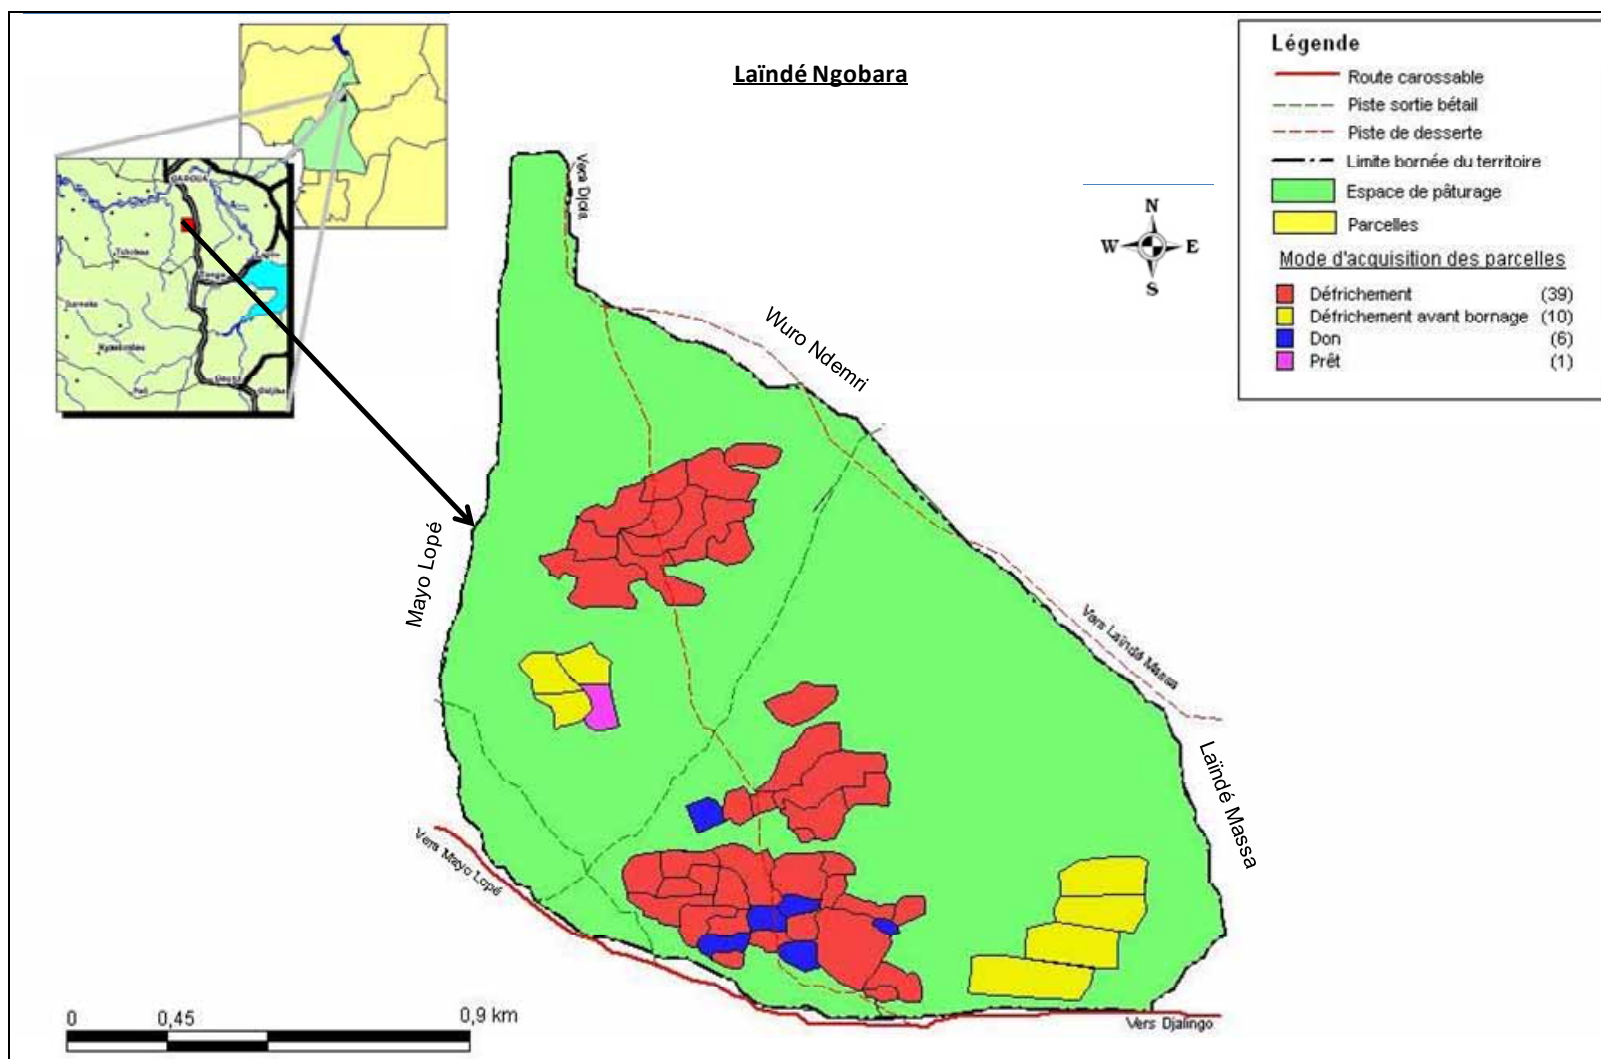 Laïndé Ngobara
Légende
Route carossable
Piste sortie bétail
Piste de desserte
Limite bornée du territoire
Espace de pâturage
Parcelles
Mode d'acquisition des parcelles
Défrichement (39)
Défrichement avant bornage (10)
Don (6)
Prêt (1)
N
W E
S
GAROUA
Vers Djola
Wuro Ndemri
Mayo Lopé
Vers Laïndé Massa
Laïndé Massa
Vers Mayo Lopé
Vers Djalingo
0 0,45 0,9 km